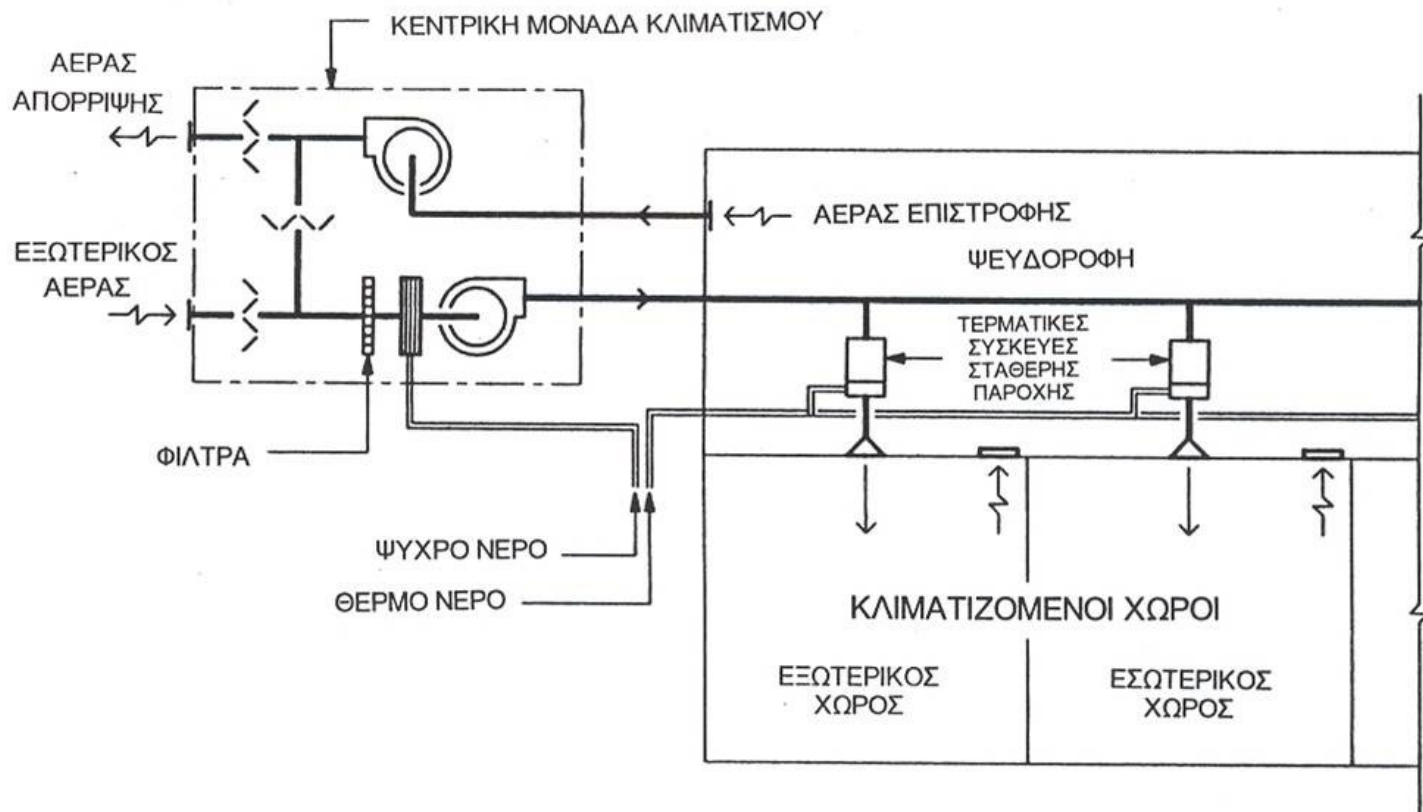 ΚΕΝΤΡΙΚΗ ΜΟΝΑΔΑ ΚΛΙΜΑΤΙΣΜΟΥ
ΑΕΡΑΣ
ΑΠΟΡΡΙΨΗΣ
ΑΕΡΑΣ ΕΠΙΣΤΡΟΦΗΣ
ΕΞΩΤΕΡΙΚΟΣ
ΑΕΡΑΣ
ΨΕΥΔΟΡΟΦΗ
ΤΕΡΜΑΤΙΚΕΣ
ΣΥΣΚΕΥΕΣ
ΣΤΑΘΕΡΗΣ
ΠΑΡΟΧΗΣ
ΦΙΛΤΡΑ
ΨΥΧΡΟ ΝΕΡΟ
ΘΕΡΜΟ ΝΕΡΟ
ΚΛΙΜΑΤΙΖΟΜΕΝΟΙ ΧΩΡΟΙ
ΕΞΩΤΕΡΙΚΟΣ
ΧΩΡΟΣ
ΕΣΩΤΕΡΙΚΟΣ
ΧΩΡΟΣ